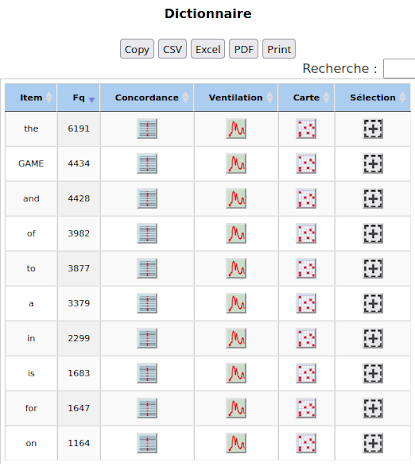 Dictionnaire
Copy CSV Excel PDF Print
Recherche :
Item Fq Concordance Ventilation Carte Sélection
the 6191
GAME 4434
and 4428
of 3982
to 3877
a 3379
in 2299
is 1683
for 1647
on 1164